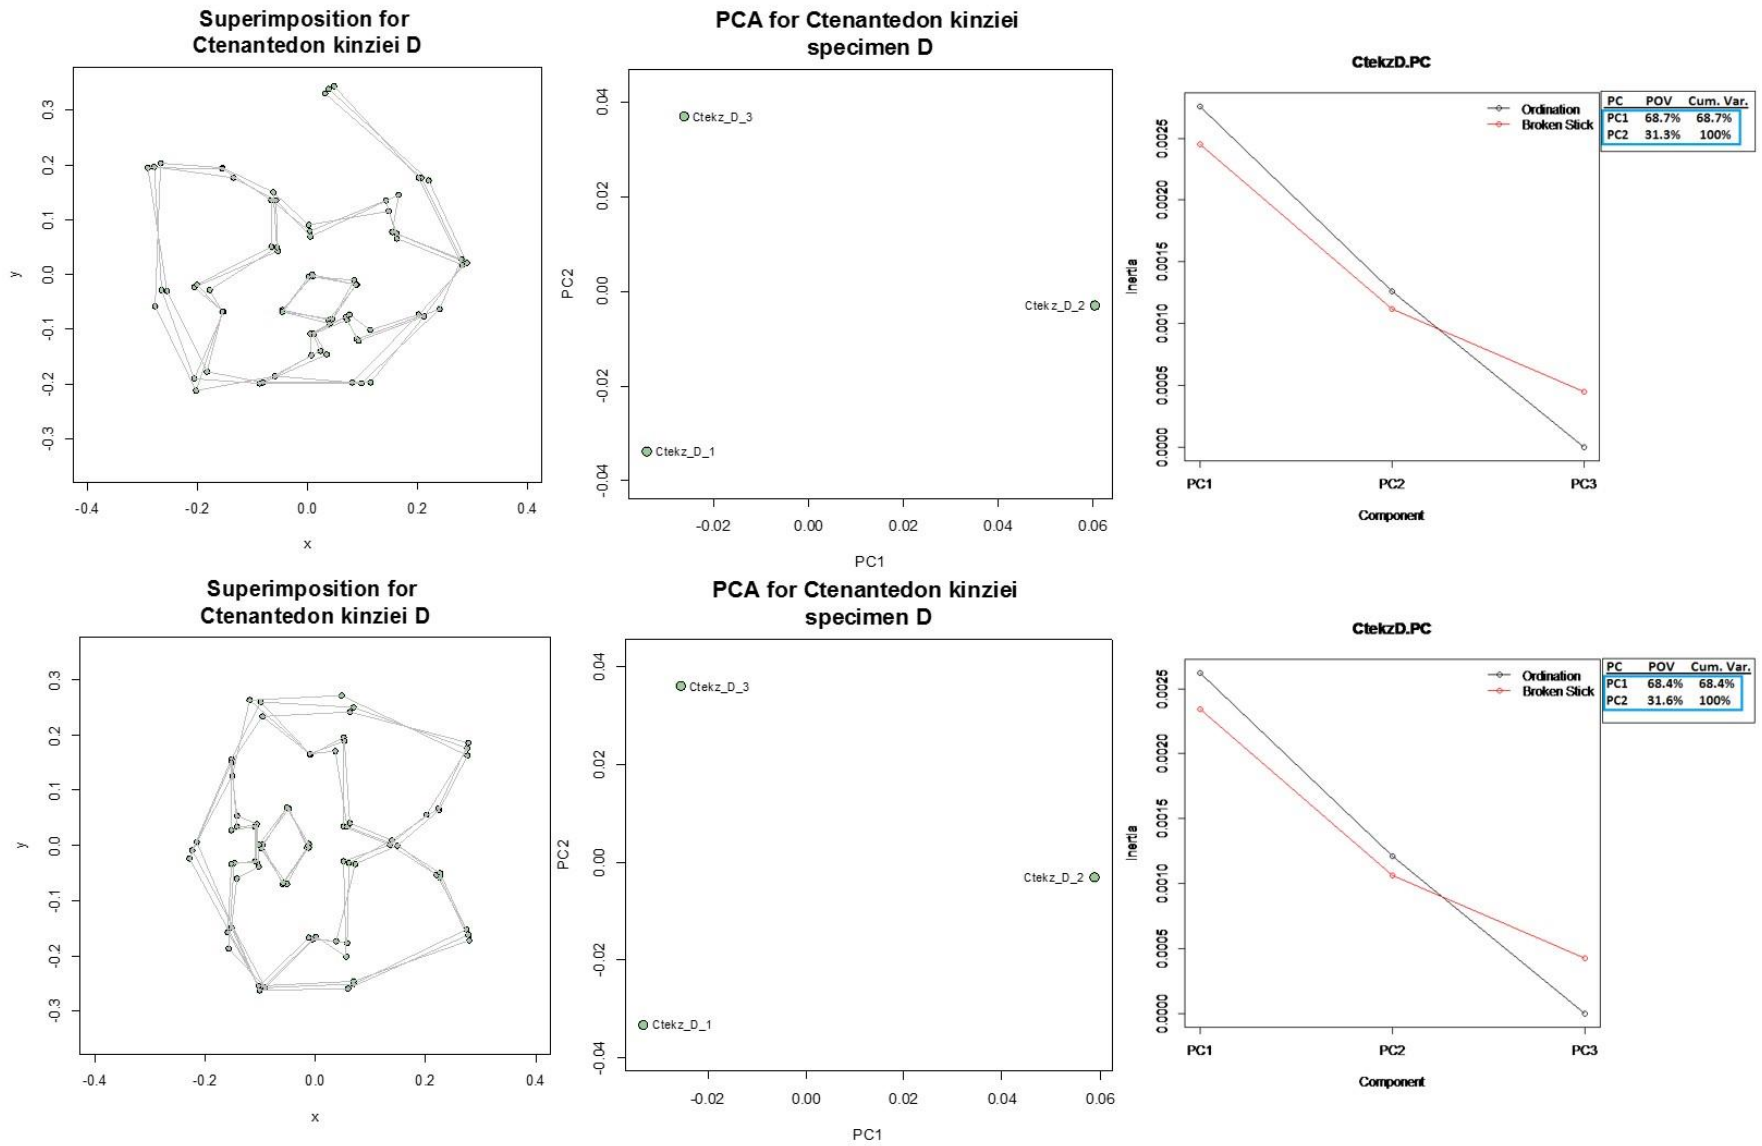 Superimposition for
Ctenantedon kinziei D
0.3
0.2
0.1
0.0
-0.1
-0.2
-0.3
y
-0.4
-0.2
0.0
0.2
0.4
x
PCA for Ctenantedon kinziei
specimen D
0.04
0.02
0.00
-0.02
-0.04
PC2
Ctekz_D_3
Ctekz_D_2
Ctekz_D_1
-0.02
0.00
0.02
0.04
0.06
PC1
CtekzD.PC
Ordination
Broken Stick
PC POV Cum. Var.
PC1 68.7% 68.7%
PC2 31.3% 100%
0.0025
0.0020
0.0015
0.0010
0.0005
0.0000
Inertia
PC1
PC2
PC3
Component
Superimposition for
Ctenantedon kinziei D
0.3
0.2
0.1
0.0
-0.1
-0.2
-0.3
y
-0.4
-0.2
0.0
0.2
0.4
x
PCA for Ctenantedon kinziei
specimen D
0.04
0.02
0.00
-0.02
-0.04
PC2
Ctekz_D_3
Ctekz_D_2
Ctekz_D_1
-0.02
0.00
0.02
0.04
0.06
PC1
CtekzD.PC
Ordination
Broken Stick
PC POV Cum. Var.
PC1 68.4% 68.4%
PC2 31.6% 100%
0.0025
0.0020
0.0015
0.0010
0.0005
0.0000
Inertia
PC1
PC2
PC3
Component